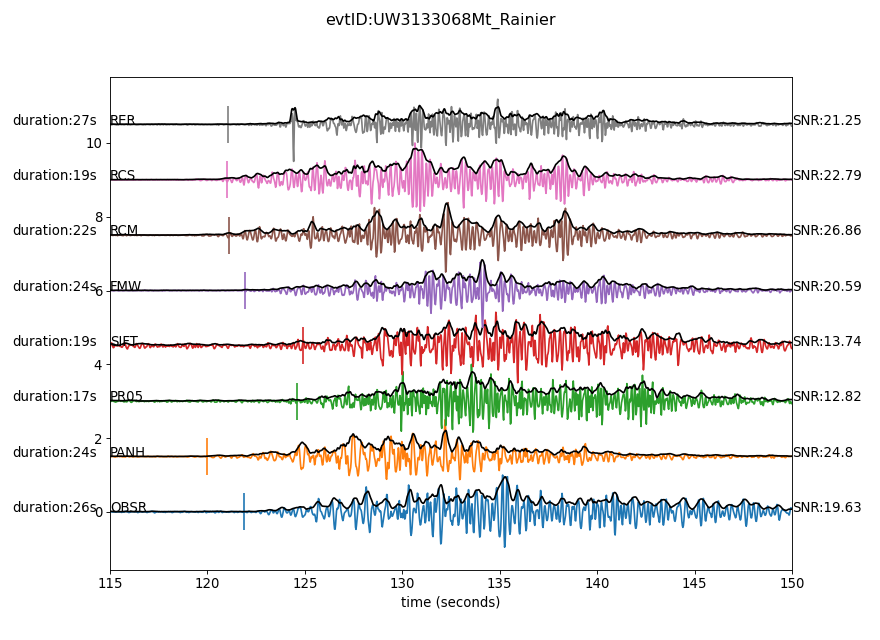 evtID:UW3133068Mt_Rainier
duration:27s RER SNR:21.25
10
duration:19s RCS SNR:22.79
8
duration:22s RCM SNR:26.86
duration:24s FMW SNR:20.59
6
duration:19s SIFT SNR:13.74
4
duration:17s PR05 SNR:12.82
2
duration:24s PANH SNR:24.8
duration:26s OBSR SNR:19.63
0
115 120 125 130 135 140 145 150
time (seconds)